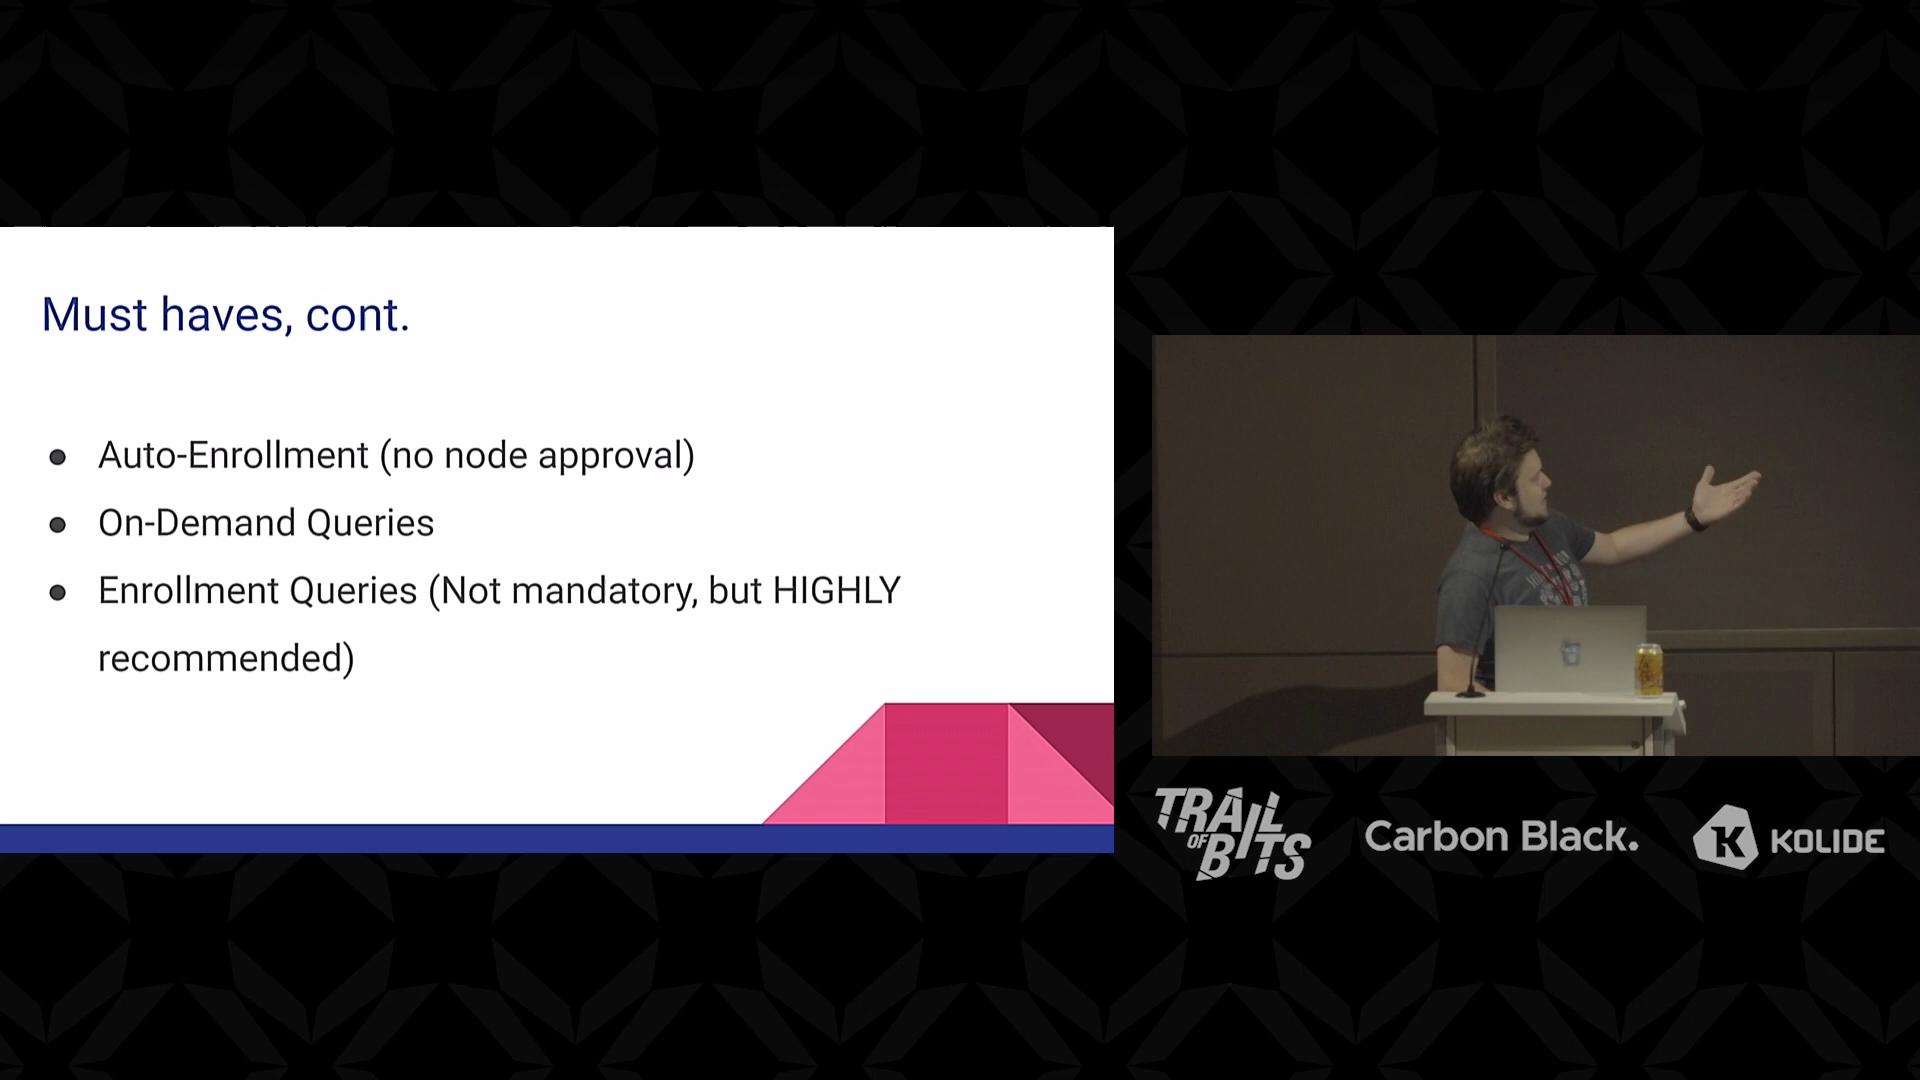 Must haves, cont.
Auto-Enrollment (no node approval)
On-Demand Queries
Enrollment Queries (Not mandatory, but HIGHLY
recommended)
TRAIL
OF
BITS
Carbon Black.
K KOLIDE